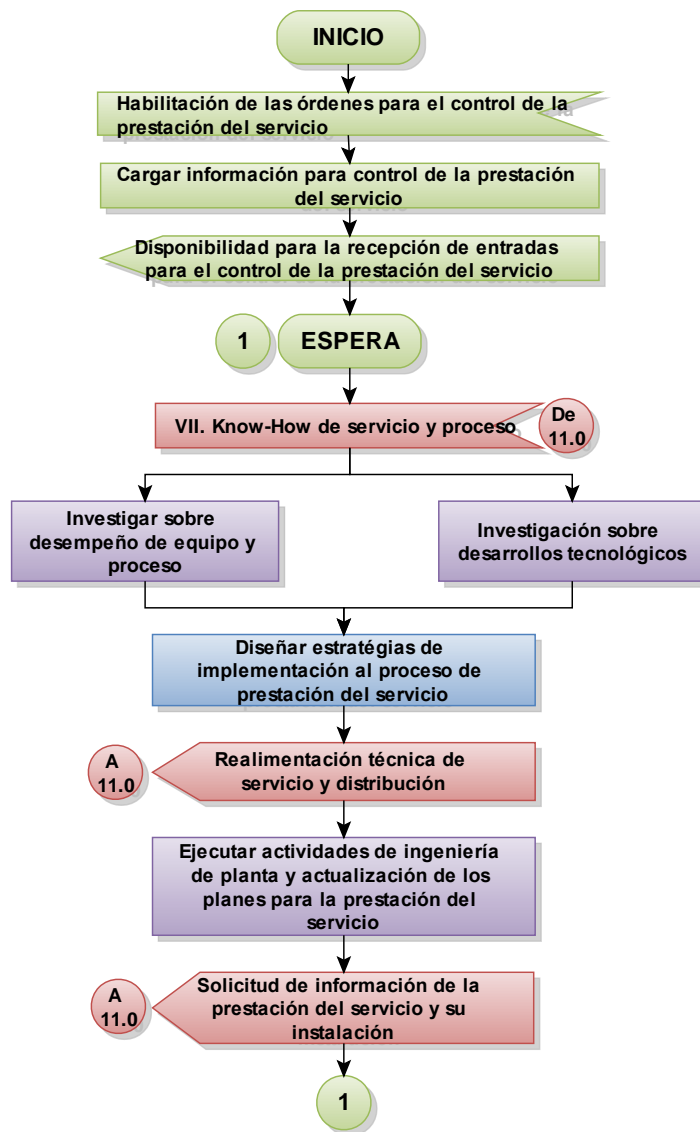 INICIO
Habilitación de las órdenes para el control de la
prestación del servicio
Cargar información para control de la prestación
del servicio
Disponibilidad para la recepción de entradas
para el control de la prestación del servicio
1
ESPERA
VII. Know-How de servicio y proceso
De
11.0
Investigar sobre
desempeño de equipo y
proceso
Investigación sobre
desarrollos tecnológicos
Diseñar estratégias de
implementación al proceso de
prestación del servicio
A
11.0
Realimentación técnica de
servicio y distribución
Ejecutar actividades de ingeniería
de planta y actualización de los
planes para la prestación del
servicio
A
11.0
Solicitud de información de la
prestación del servicio y su
instalación
1